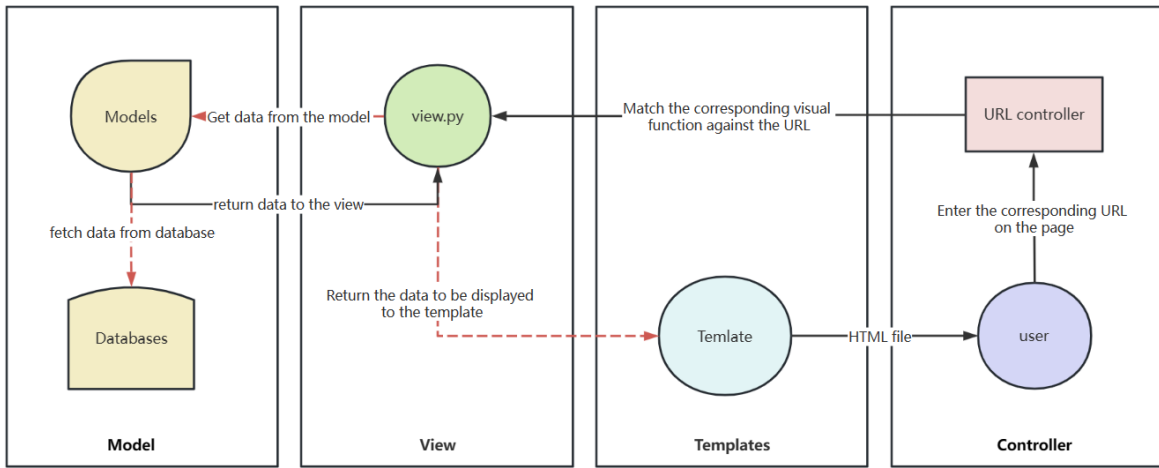 Models
Get data from the model
view.py
Match the corresponding visual
function against the URL
URL controller
return data to the view
fetch data from database
Enter the corresponding URL
on the page
Return the data to be displayed
to the template
Databases
Temlate
HTML file
user
Model
View
Templates
Controller